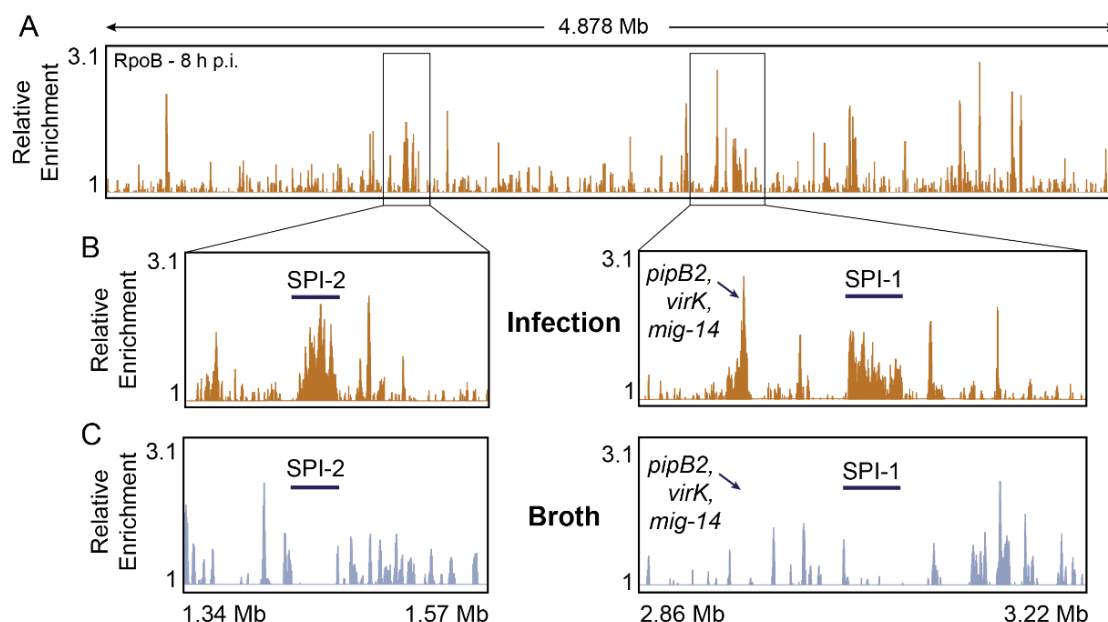 A
4.878 Mb
3.1
RpoB - 8 h p.i.
Relative
Enrichment
1
B
3.1
SPI-2
Relative
Enrichment
1
Infection
3.1
pipB2,
virK,
mig-14
SPI-1
1
C
3.1
SPI-2
Relative
Enrichment
1
1.34 Mb
1.57 Mb
Broth
3.1
pipB2,
virK,
mig-14
SPI-1
1
2.86 Mb
3.22 Mb